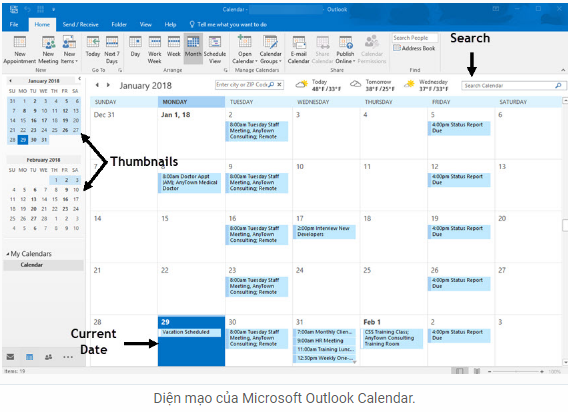 Calendar - Outlook
File Home Send / Receive Folder View Help Tell me what you want to do
New Appointment New Meeting New Items Today Next 7 Days Day Work Week Week Month Schedule View Open Calendar Calendar Groups E-mail Calendar Share Calendar Publish Online Calendar Permissions Search People Address Book
New Go To Arrange Manage Calendars Share Find
Search
January 2018
SU MO TU WE TH FR SA
31 1 2 3 4 5 6
7 8 9 10 11 12 13
14 15 16 17 18 19 20
21 22 23 24 25 26 27
28 29 30 31
Thumbnails
February 2018
SU MO TU WE TH FR SA
1 2 3
4 5 6 7 8 9 10
11 12 13 14 15 16 17
18 19 20 21 22 23 24
25 26 27 28 1 2 3
4 5 6 7 8 9 10
My Calendars
Calendar
January 2018 Enter city or ZIP Code Today 48°F/33°F Tomorrow 38°F/25°F Wednesday 37°F/33°F Search Calendar
SUNDAY MONDAY TUESDAY WEDNESDAY THURSDAY FRIDAY SATURDAY
Dec 31 Jan 1, 18 2 3 4 5 6
8:00am Tuesday Staff Meeting, AnyTown Consulting; Remote
4:00pm Status Report Due
7 8 9 10 11 12 13
8:00am Doctor Appt (AM); AnyTown Medical Doctor
8:00am Tuesday Staff Meeting, AnyTown Consulting; Remote
4:00pm Status Report Due
14 15 16 17 18 19 20
8:00am Tuesday Staff Meeting, AnyTown Consulting; Remote
2:00pm Interview New Developers
4:00pm Status Report Due
21 22 23 24 25 26 27
8:00am Tuesday Staff Meeting, AnyTown Consulting; Remote
4:00pm Status Report Due
28 29 30 31 Feb 1 2 3
Current Date
Vacation Scheduled
8:00am Tuesday Staff Meeting, AnyTown Consulting; Remote
7:00am Monthly Clien...
9:00am HR Meeting
11:00am Training Lunc...
12:30pm Weekly One-...
CSS Training Class; AnyTown Consulting Training Room
4:00pm Status Report Due
Items: 19
100%
Diện mạo của Microsoft Outlook Calendar.